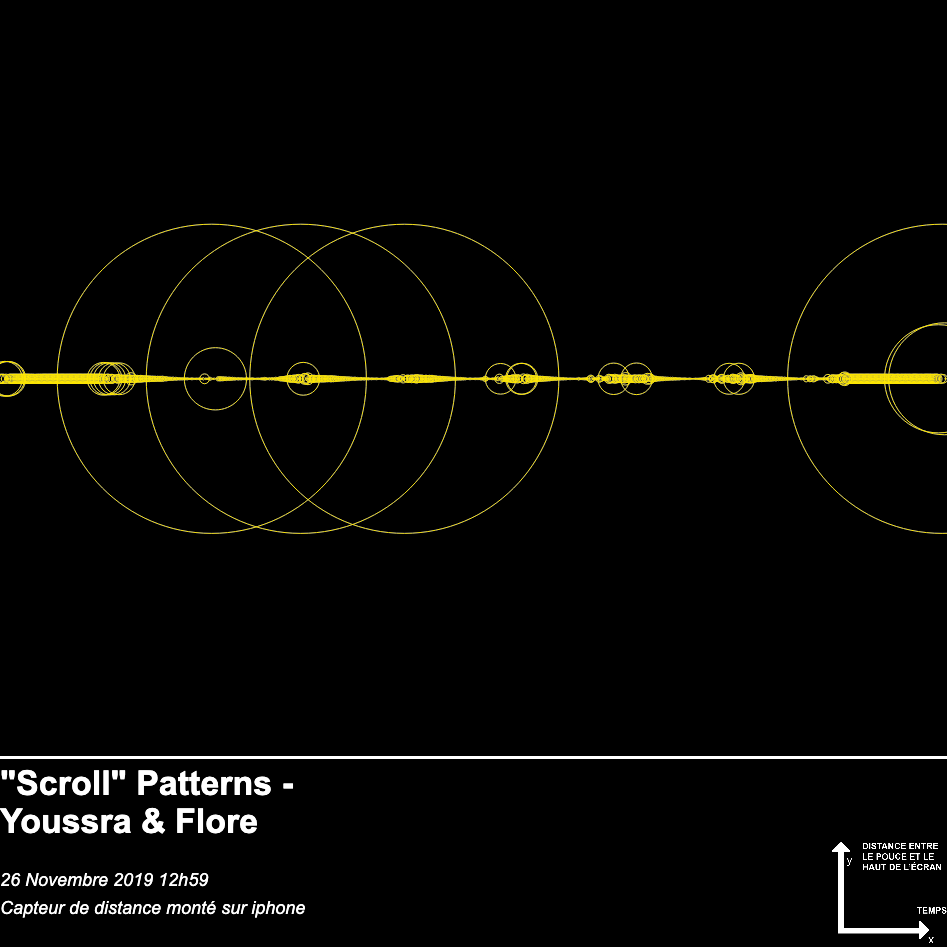 "Scroll" Patterns -
Youssra & Flore
26 Novembre 2019 12h59
Capteur de distance monté sur iphone
DISTANCE ENTRE
LE POUCE ET LE
HAUT DE L'ÉCRAN
y
TEMPS
x